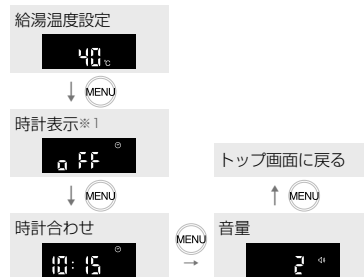 給湯温度設定
40℃
MENU
時計表示※1
oFF
MENU
時計合わせ
10:15
MENU
音量
2
MENU
トップ画面に戻る